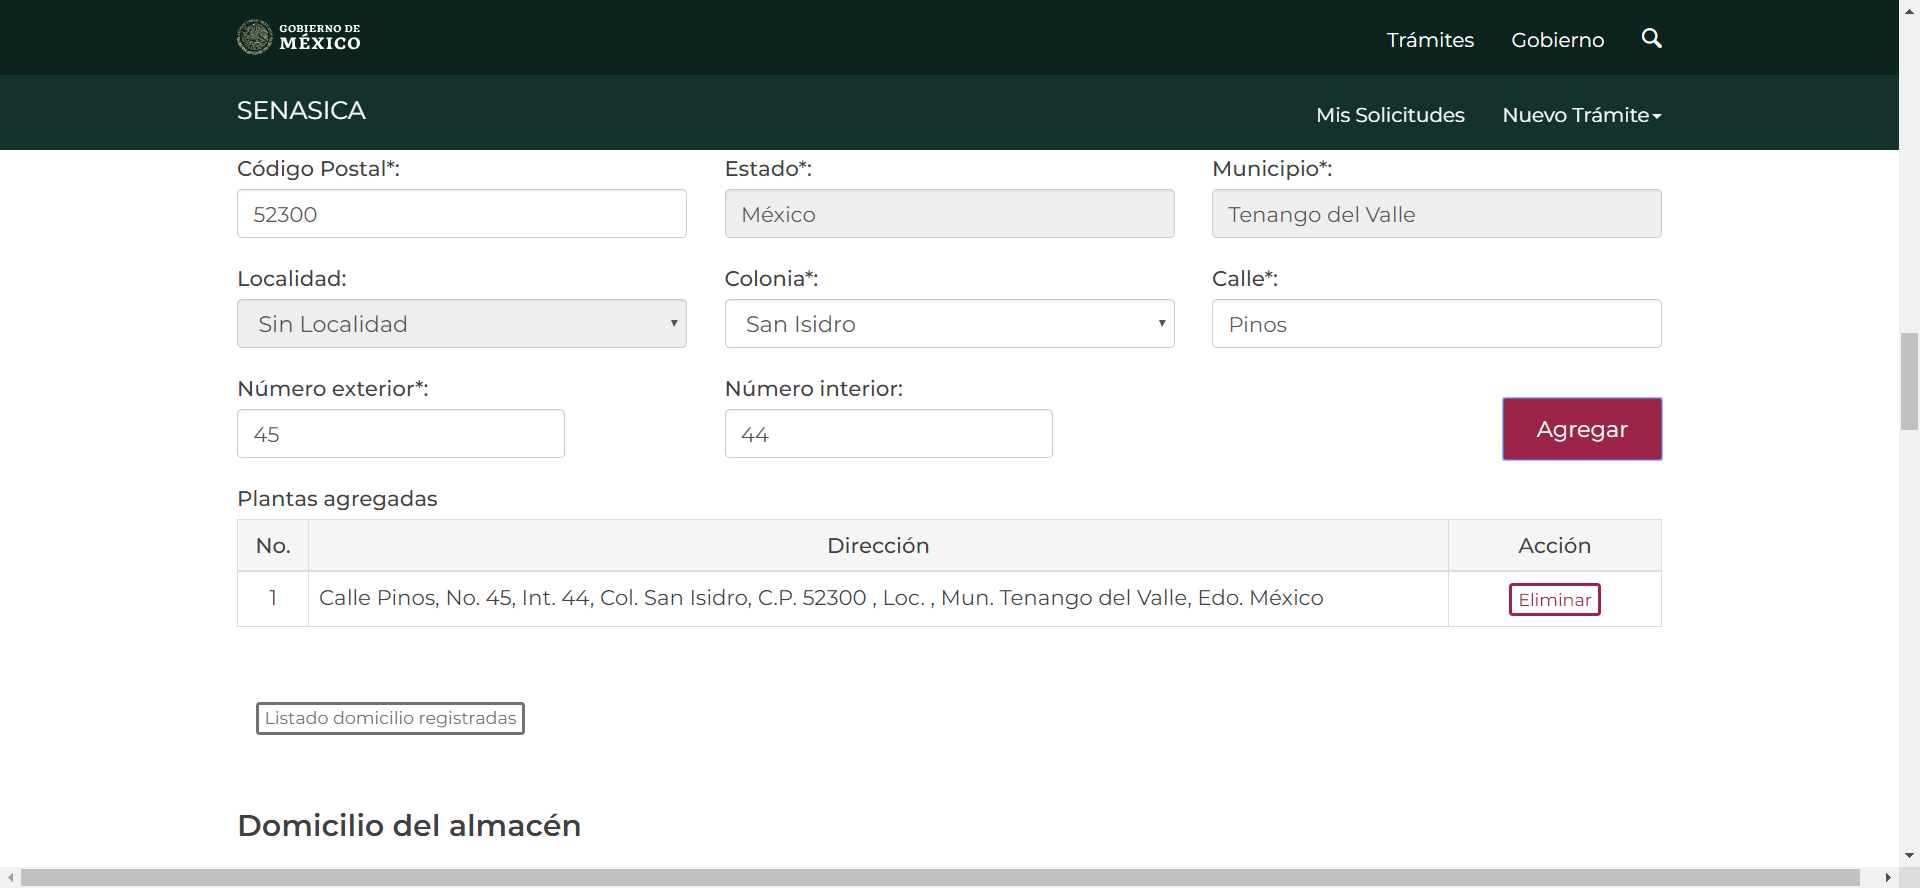 GOBIERNO DE
MÉXICO
Trámites Gobierno
SENASICA
Mis Solicitudes Nuevo Trámite
Código Postal*: Estado*: Municipio*:
52300 México Tenango del Valle
Localidad: Colonia*: Calle*:
Sin Localidad San Isidro Pinos
Número exterior*: Número interior:
45 44 Agregar
Plantas agregadas
No. Dirección Acción
1 Calle Pinos, No. 45, Int. 44, Col. San Isidro, C.P. 52300 , Loc. , Mun. Tenango del Valle, Edo. México Eliminar
Listado domicilio registradas
Domicilio del almacén